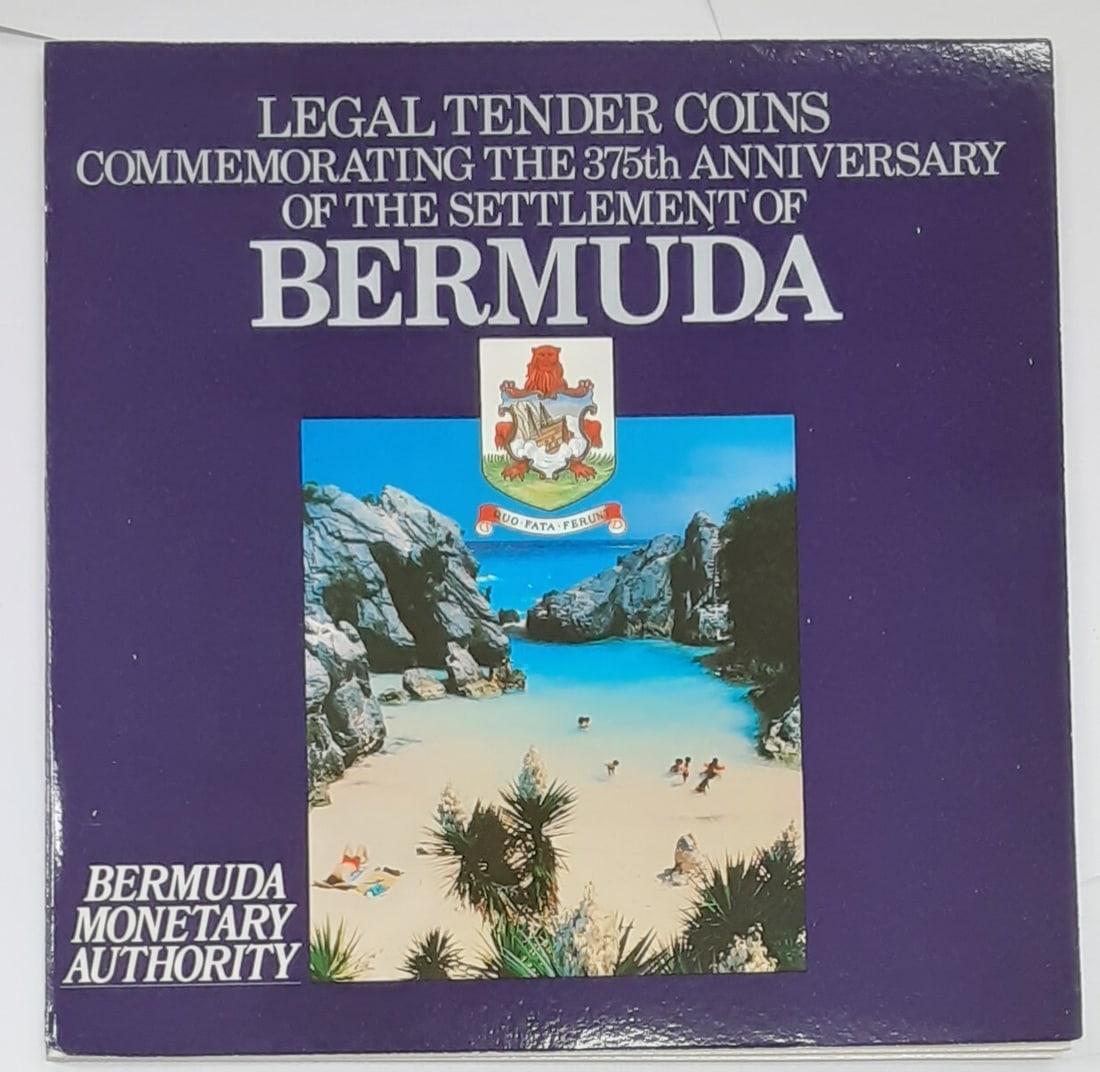 LEGAL TENDER COINS
COMMEMORATING THE 375th ANNIVERSARY
OF THE SETTLEMENT OF
BERMUDA
QUO·FATA·FERUNT
BERMUDA
MONETARY
AUTHORITY